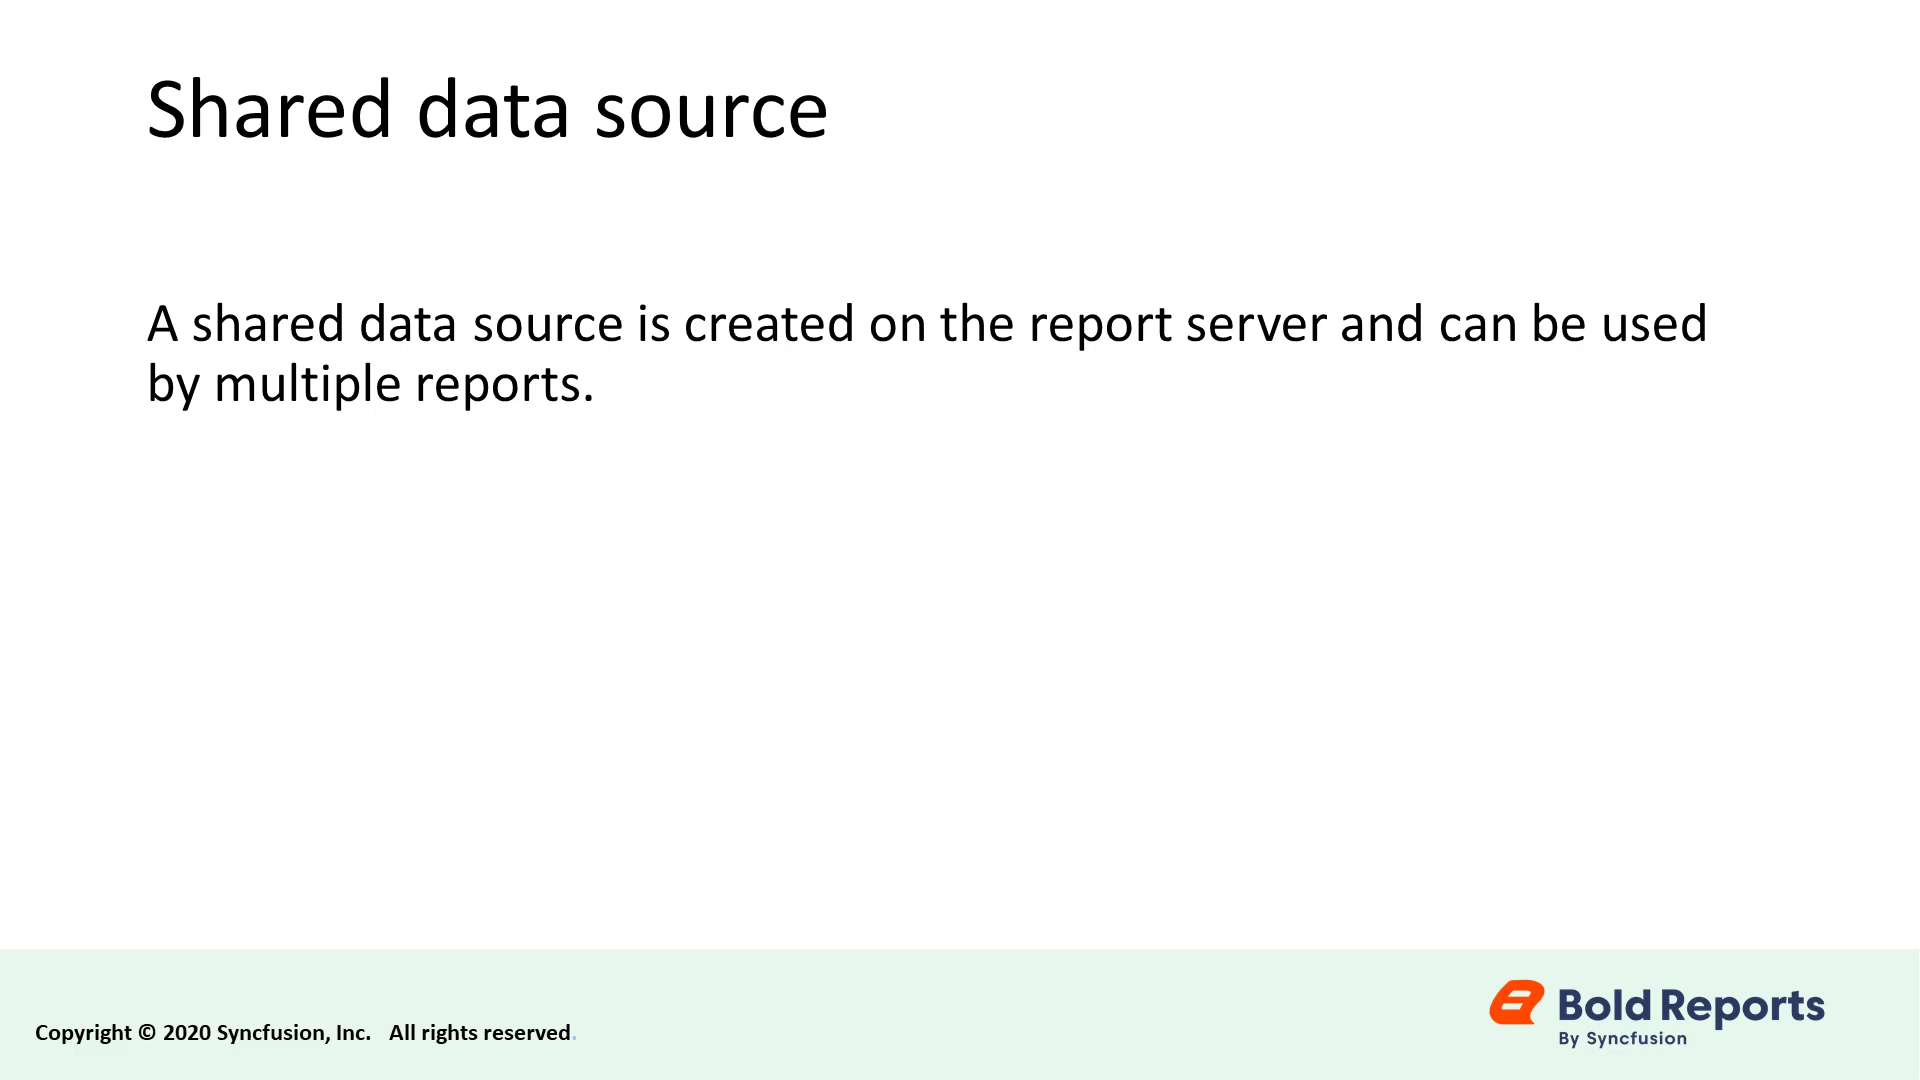 Shared data source
A shared data source is created on the report server and can be used
by multiple reports.
Copyright © 2020 Syncfusion, Inc.   All rights reserved.
Bold Reports
By Syncfusion